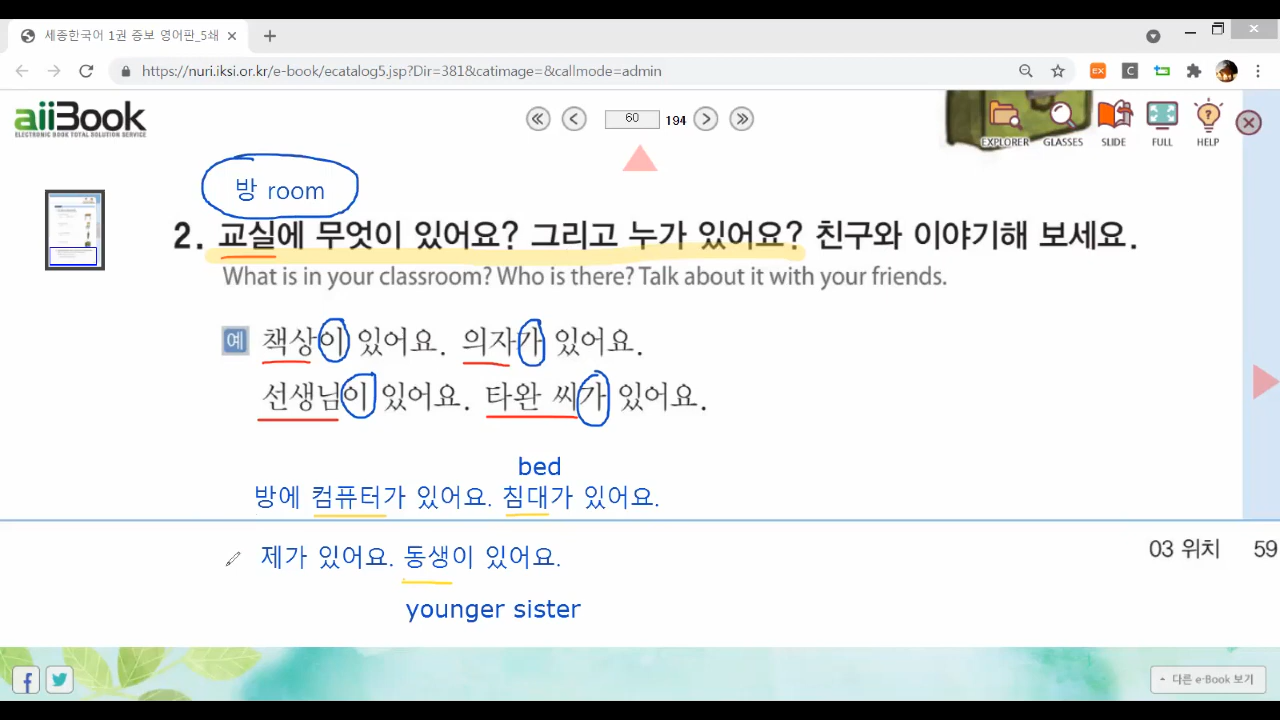 세종한국어 1권 증보 영어판_5쇄
https://nuri.iksi.or.kr/e-book/ecatalog5.jsp?Dir=381&catimage=&callmode=admin
EX C
aiiBook
ELECTRONIC BOOK TOTAL SOLUTION SERVICE
60 194
EXPLORER GLASSES SLIDE FULL HELP
방 room
2. 교실에 무엇이 있어요? 그리고 누가 있어요? 친구와 이야기해 보세요.
What is in your classroom? Who is there? Talk about it with your friends.
예 책상이 있어요. 의자가 있어요.
선생님이 있어요. 타완 씨가 있어요.
bed
방에 컴퓨터가 있어요. 침대가 있어요.
제가 있어요. 동생이 있어요.
03 위치 59
younger sister
다른 e-Book 보기